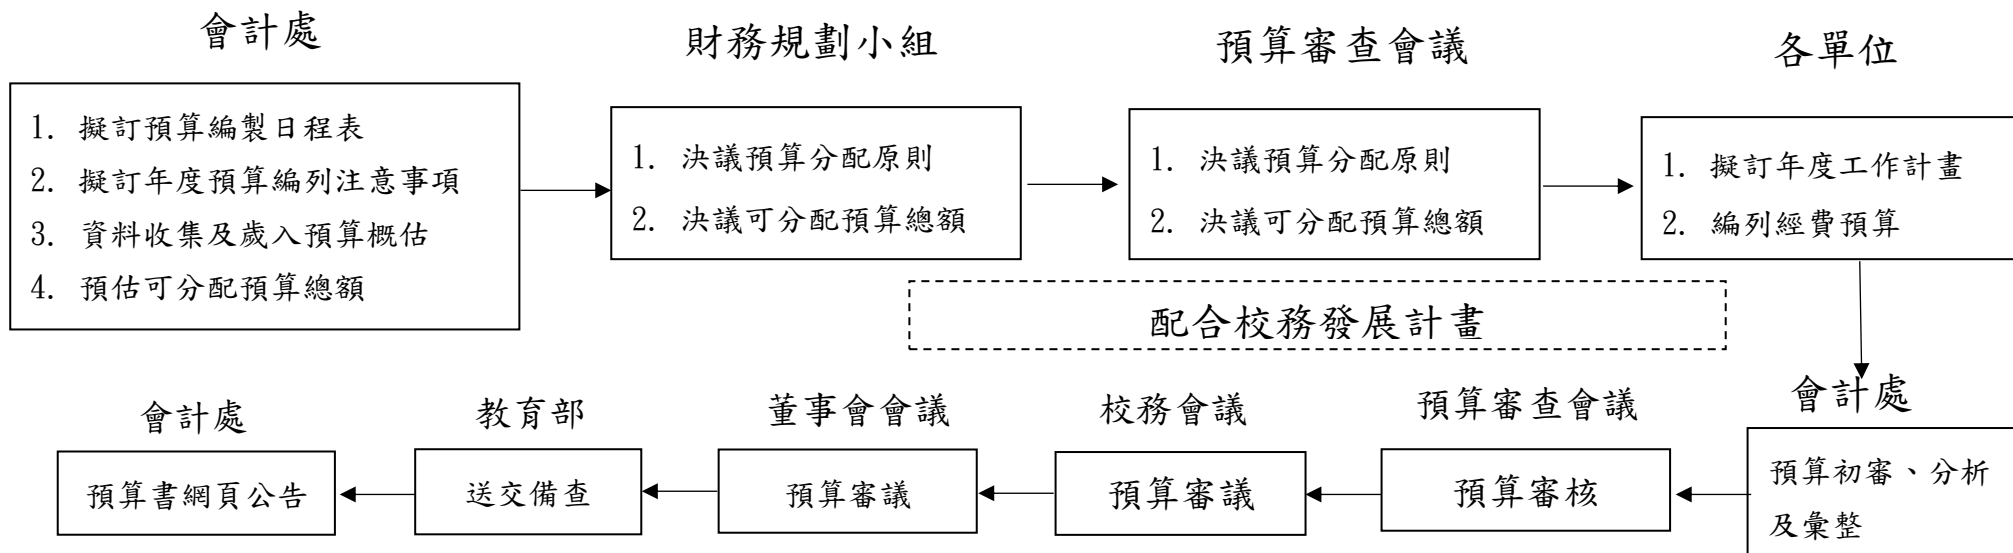 會計處
財務規劃小組
預算審查會議
各單位
1. 擬訂預算編製日程表
2. 擬訂年度預算編列注意事項
3. 資料收集及歲入預算概估
4. 預估可分配預算總額
1. 決議預算分配原則
2. 決議可分配預算總額
1. 決議預算分配原則
2. 決議可分配預算總額
1. 擬訂年度工作計畫
2. 編列經費預算
配合校務發展計畫
會計處
教育部
董事會會議
校務會議
預算審查會議
會計處
預算書網頁公告
送交備查
預算審議
預算審議
預算審核
預算初審、分析
及彙整